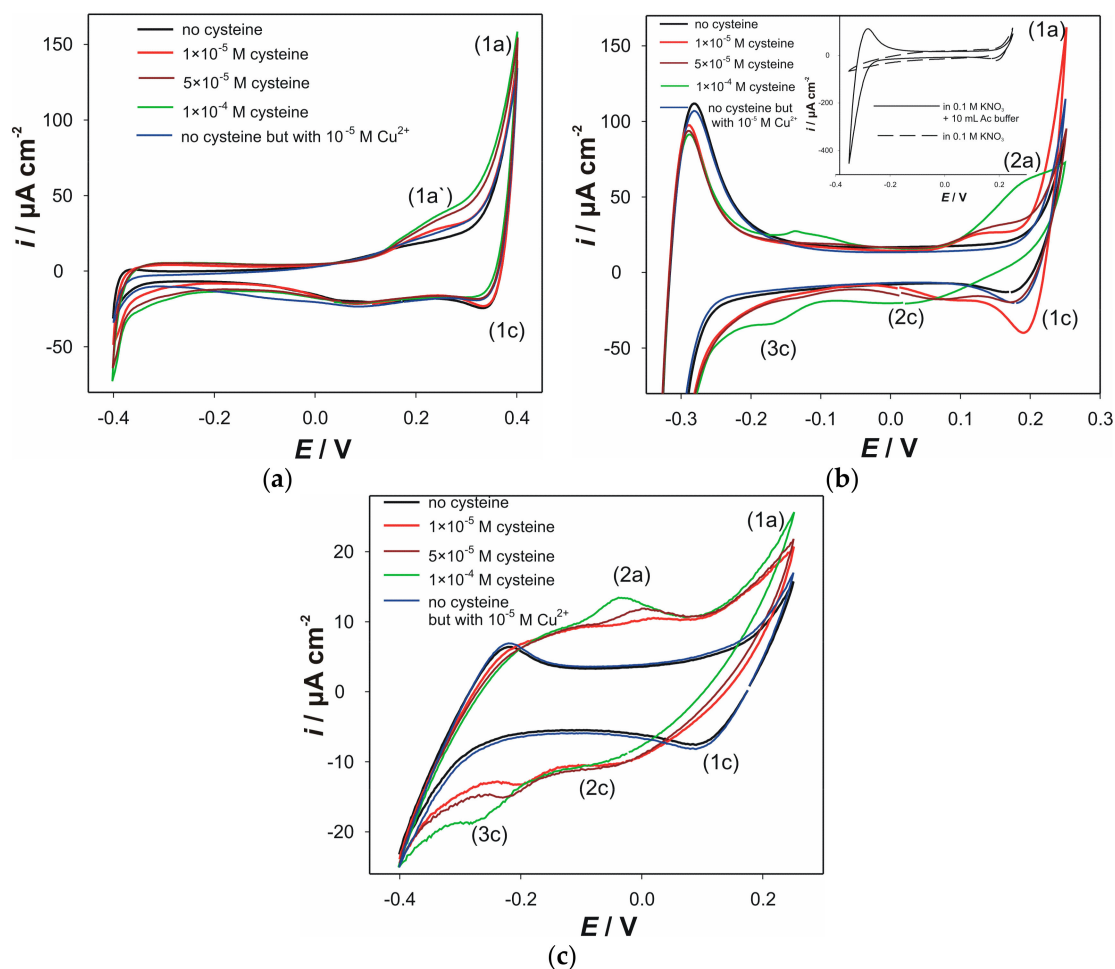 no cysteine
1×10⁻⁵ M cysteine
5×10⁻⁵ M cysteine
1×10⁻⁴ M cysteine
no cysteine but with 10⁻⁵ M Cu²⁺
(1a)
(1a`)
(1c)
150
100
50
0
-50
i / µA cm⁻²
-0.4
-0.2
0.0
0.2
0.4
E / V
(a)
no cysteine
1×10⁻⁵ M cysteine
5×10⁻⁵ M cysteine
1×10⁻⁴ M cysteine
no cysteine but
with 10⁻⁵ M Cu²⁺
0
-200
-400
i / µA cm⁻²
in 0.1 M KNO₃
+ 10 mL Ac buffer
in 0.1 M KNO₃
-0.4
-0.2
0.0
0.2
E / V
(1a)
(2a)
(3c)
(2c)
(1c)
150
100
50
0
-50
i / µA cm⁻²
-0.3
-0.2
-0.1
0.0
0.1
0.2
0.3
E / V
(b)
no cysteine
1×10⁻⁵ M cysteine
5×10⁻⁵ M cysteine
1×10⁻⁴ M cysteine
no cysteine
but with 10⁻⁵ M Cu²⁺
(1a)
(2a)
(1c)
(2c)
(3c)
20
10
0
-10
-20
i / µA cm⁻²
-0.4
-0.2
0.0
0.2
E / V
(c)